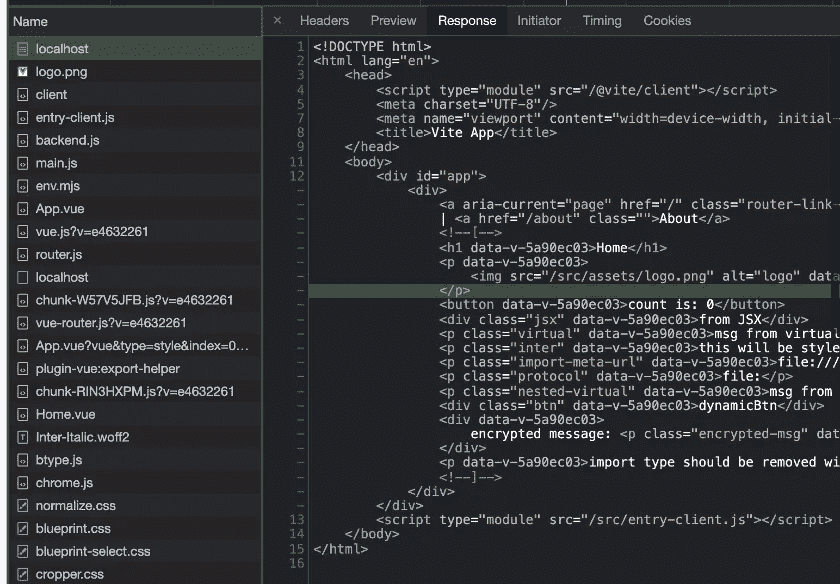 Name
localhost
logo.png
client
entry-client.js
backend.js
main.js
env.mjs
App.vue
vue.js?v=e4632261
router.js
localhost
chunk-W57V5JFB.js?v=e4632261
vue-router.js?v=e4632261
App.vue?vue&type=style&index=0...
plugin-vue:export-helper
chunk-RIN3HXPM.js?v=e4632261
Home.vue
Inter-Italic.woff2
btype.js
chrome.js
normalize.css
blueprint.css
blueprint-select.css
cropper.css
× Headers Preview Response Initiator Timing Cookies
1 <!DOCTYPE html>
2 <html lang="en">
3 <head>
4 <script type="module" src="/@vite/client"></script>
5 <meta charset="UTF-8"/>
7 <meta name="viewport" content="width=device-width, initial-
8 <title>Vite App</title>
9 </head>
11 <body>
12 <div id="app">
- <div>
- <a aria-current="page" href="/" class="router-link-
- | <a href="/about" class="">About</a>
- <!--[-->
- <h1 data-v-5a90ec03>Home</h1>
- <p data-v-5a90ec03>
- <img src="/src/assets/logo.png" alt="logo" data
- </p>
- <button data-v-5a90ec03>count is: 0</button>
- <div class="jsx" data-v-5a90ec03>from JSX</div>
- <p class="virtual" data-v-5a90ec03>msg from virtual
- <p class="inter" data-v-5a90ec03>this will be style
- <p class="import-meta-url" data-v-5a90ec03>file:///
- <p class="protocol" data-v-5a90ec03>file:</p>
- <p class="nested-virtual" data-v-5a90ec03>msg from
- <div class="btn" data-v-5a90ec03>dynamicBtn</div>
- <div data-v-5a90ec03>
- encrypted message: <p class="encrypted-msg" dat
- </div>
- <p data-v-5a90ec03>import type should be removed wi
- <!--]-->
- </div>
- </div>
13 <script type="module" src="/src/entry-client.js"></script>
14 </body>
15 </html>
16